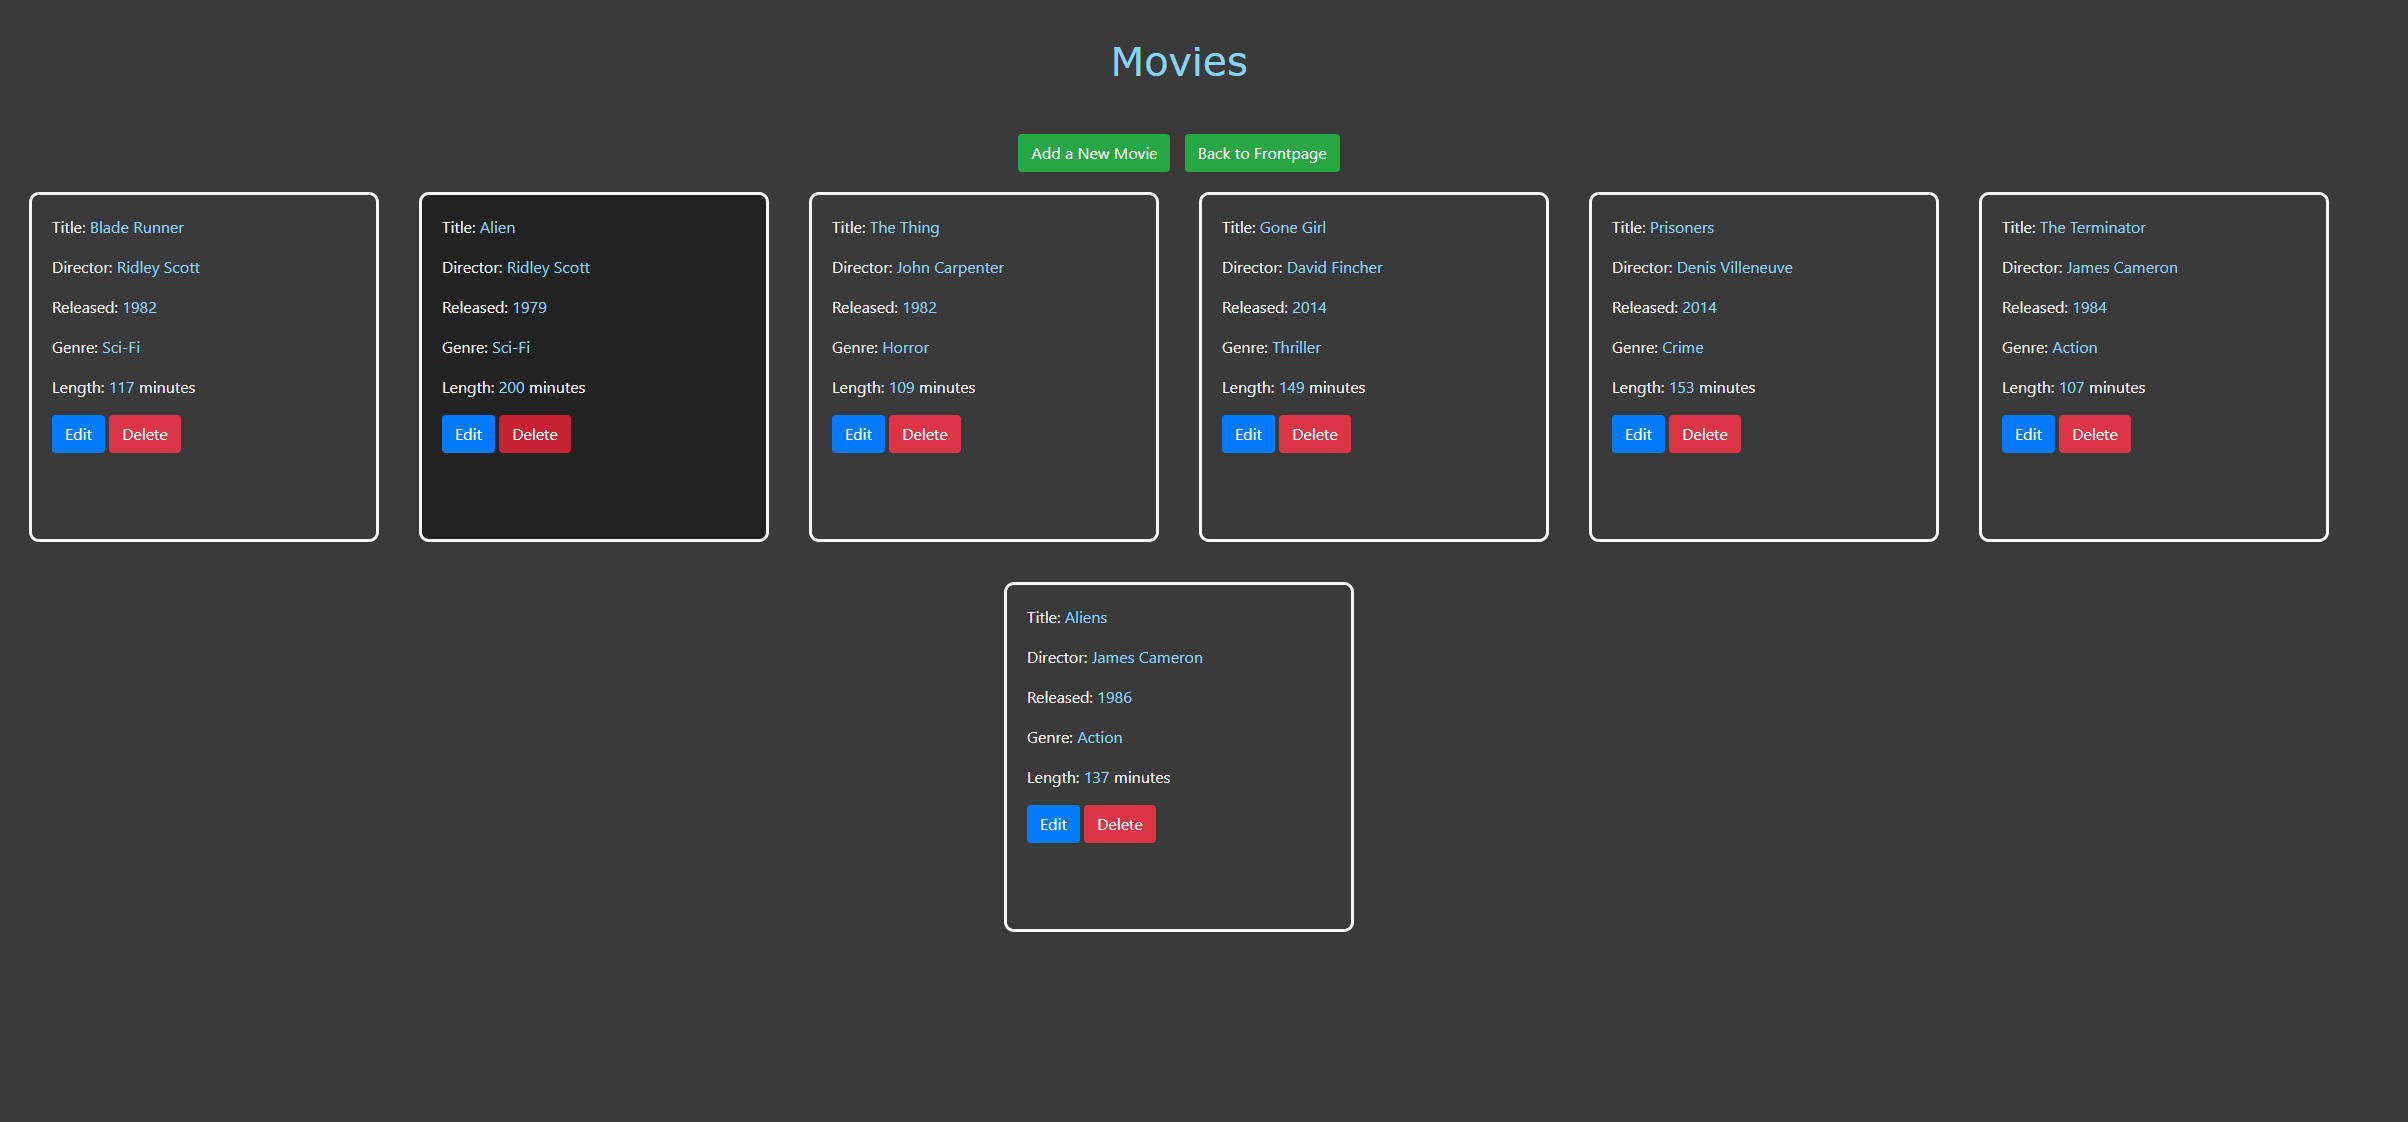 Movies
Add a New Movie
Back to Frontpage
Title: Blade Runner
Director: Ridley Scott
Released: 1982
Genre: Sci-Fi
Length: 117 minutes
Edit
Delete
Title: Alien
Director: Ridley Scott
Released: 1979
Genre: Sci-Fi
Length: 200 minutes
Edit
Delete
Title: The Thing
Director: John Carpenter
Released: 1982
Genre: Horror
Length: 109 minutes
Edit
Delete
Title: Gone Girl
Director: David Fincher
Released: 2014
Genre: Thriller
Length: 149 minutes
Edit
Delete
Title: Prisoners
Director: Denis Villeneuve
Released: 2014
Genre: Crime
Length: 153 minutes
Edit
Delete
Title: The Terminator
Director: James Cameron
Released: 1984
Genre: Action
Length: 107 minutes
Edit
Delete
Title: Aliens
Director: James Cameron
Released: 1986
Genre: Action
Length: 137 minutes
Edit
Delete